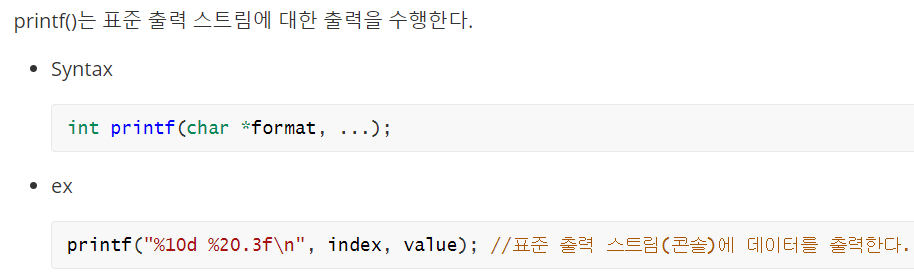 printf()는 표준 출력 스트림에 대한 출력을 수행한다.
• Syntax
int printf(char *format, ...);
• ex
printf("%10d %20.3f\n", index, value); //표준 출력 스트림(콘솔)에 데이터를 출력한다.